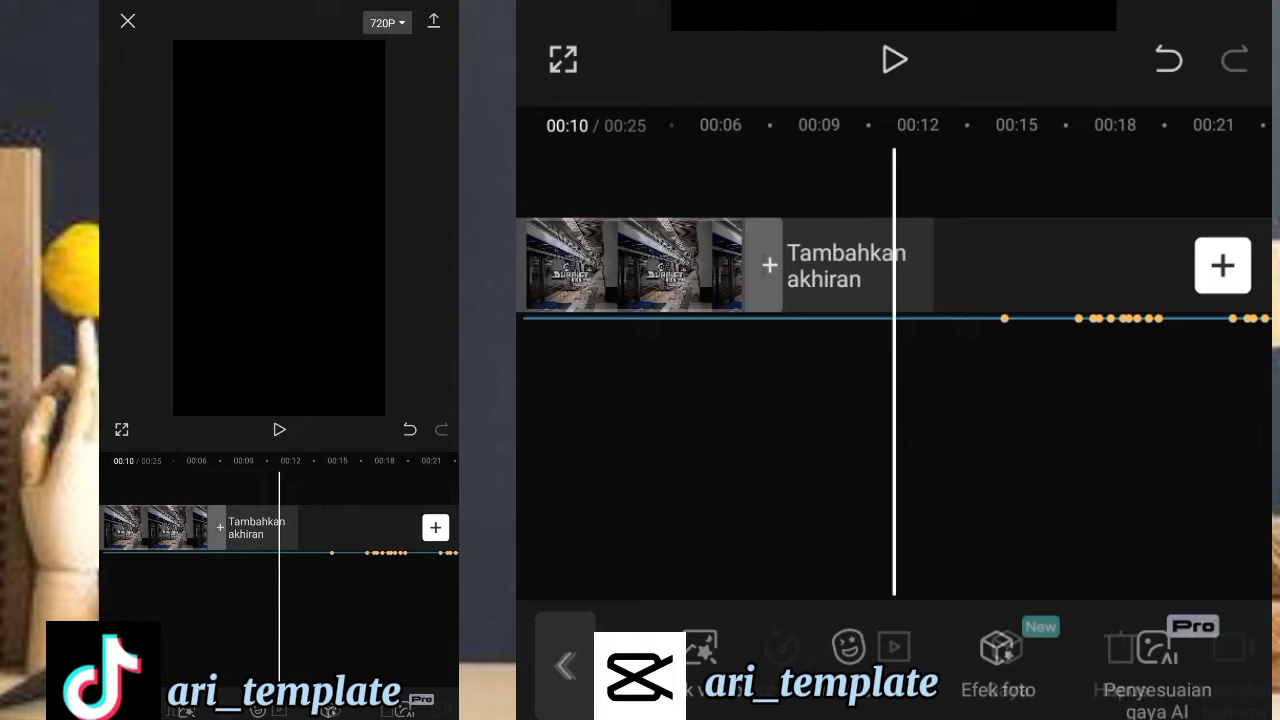 720P
00:10 / 00:25 00:06 00:09 00:12 00:15 00:18 00:21
+ Tambahkan
akhiran
+
Pro
ari_template
00:10 / 00:25 00:06 00:09 00:12 00:15 00:18 00:21
+ Tambahkan
akhiran
+
New
Pro
AI
Efek
foto
Penyesuaian
gaya AI
ari_template